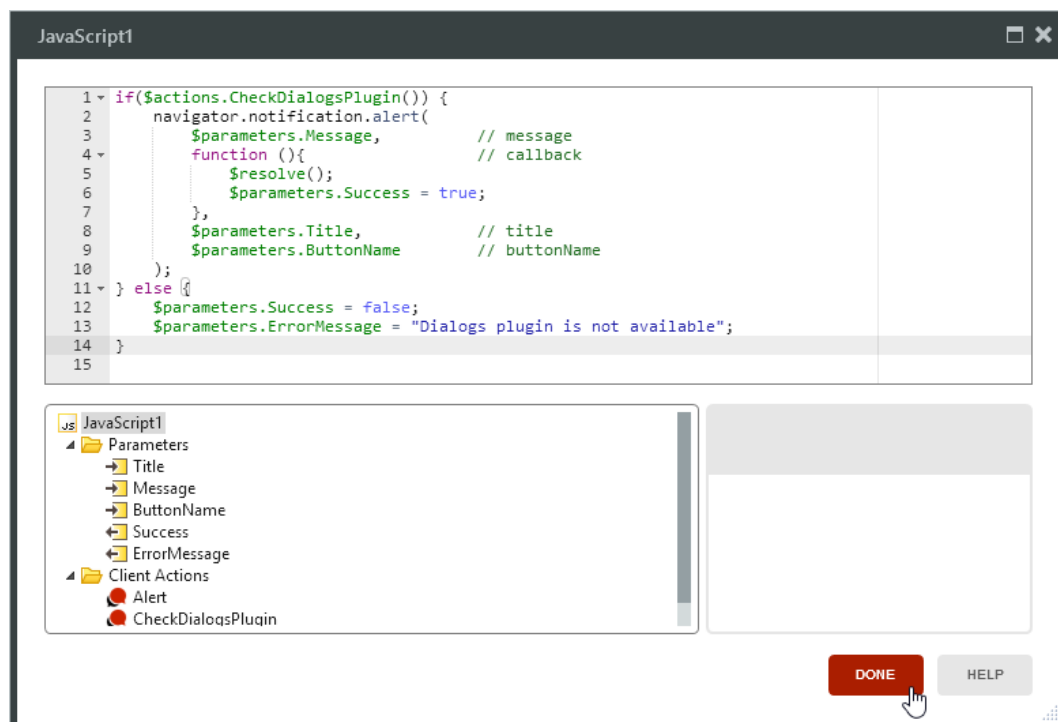 JavaScript1
1 if($actions.CheckDialogsPlugin()) {
2     navigator.notification.alert(
3         $parameters.Message,          // message
4         function (){                  // callback
5             $resolve();
6             $parameters.Success = true;
7         },
8         $parameters.Title,            // title
9         $parameters.ButtonName        // buttonName
10     );
11 } else {
12     $parameters.Success = false;
13     $parameters.ErrorMessage = "Dialogs plugin is not available";
14 }
15
JS JavaScript1
Parameters
Title
Message
ButtonName
Success
ErrorMessage
Client Actions
Alert
CheckDialogsPlugin
DONE HELP